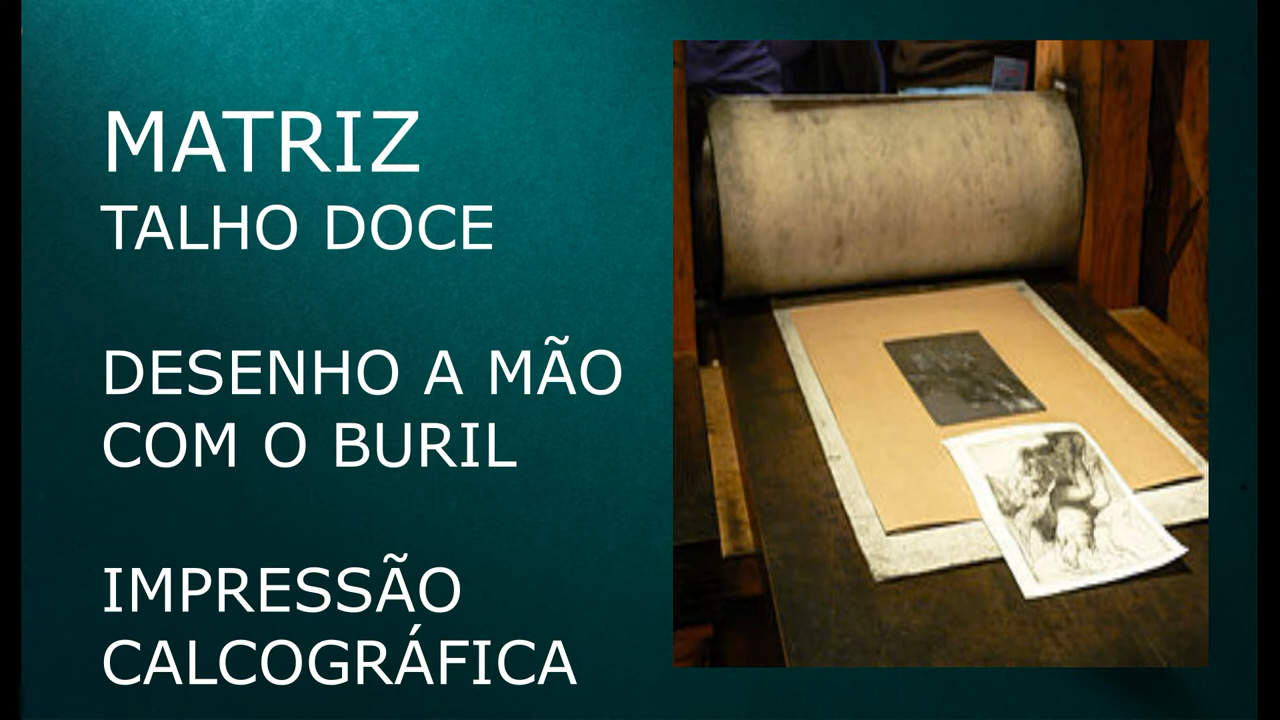 MATRIZ
TALHO DOCE
DESENHO A MÃO
COM O BURIL
IMPRESSÃO
CALCOGRÁFICA